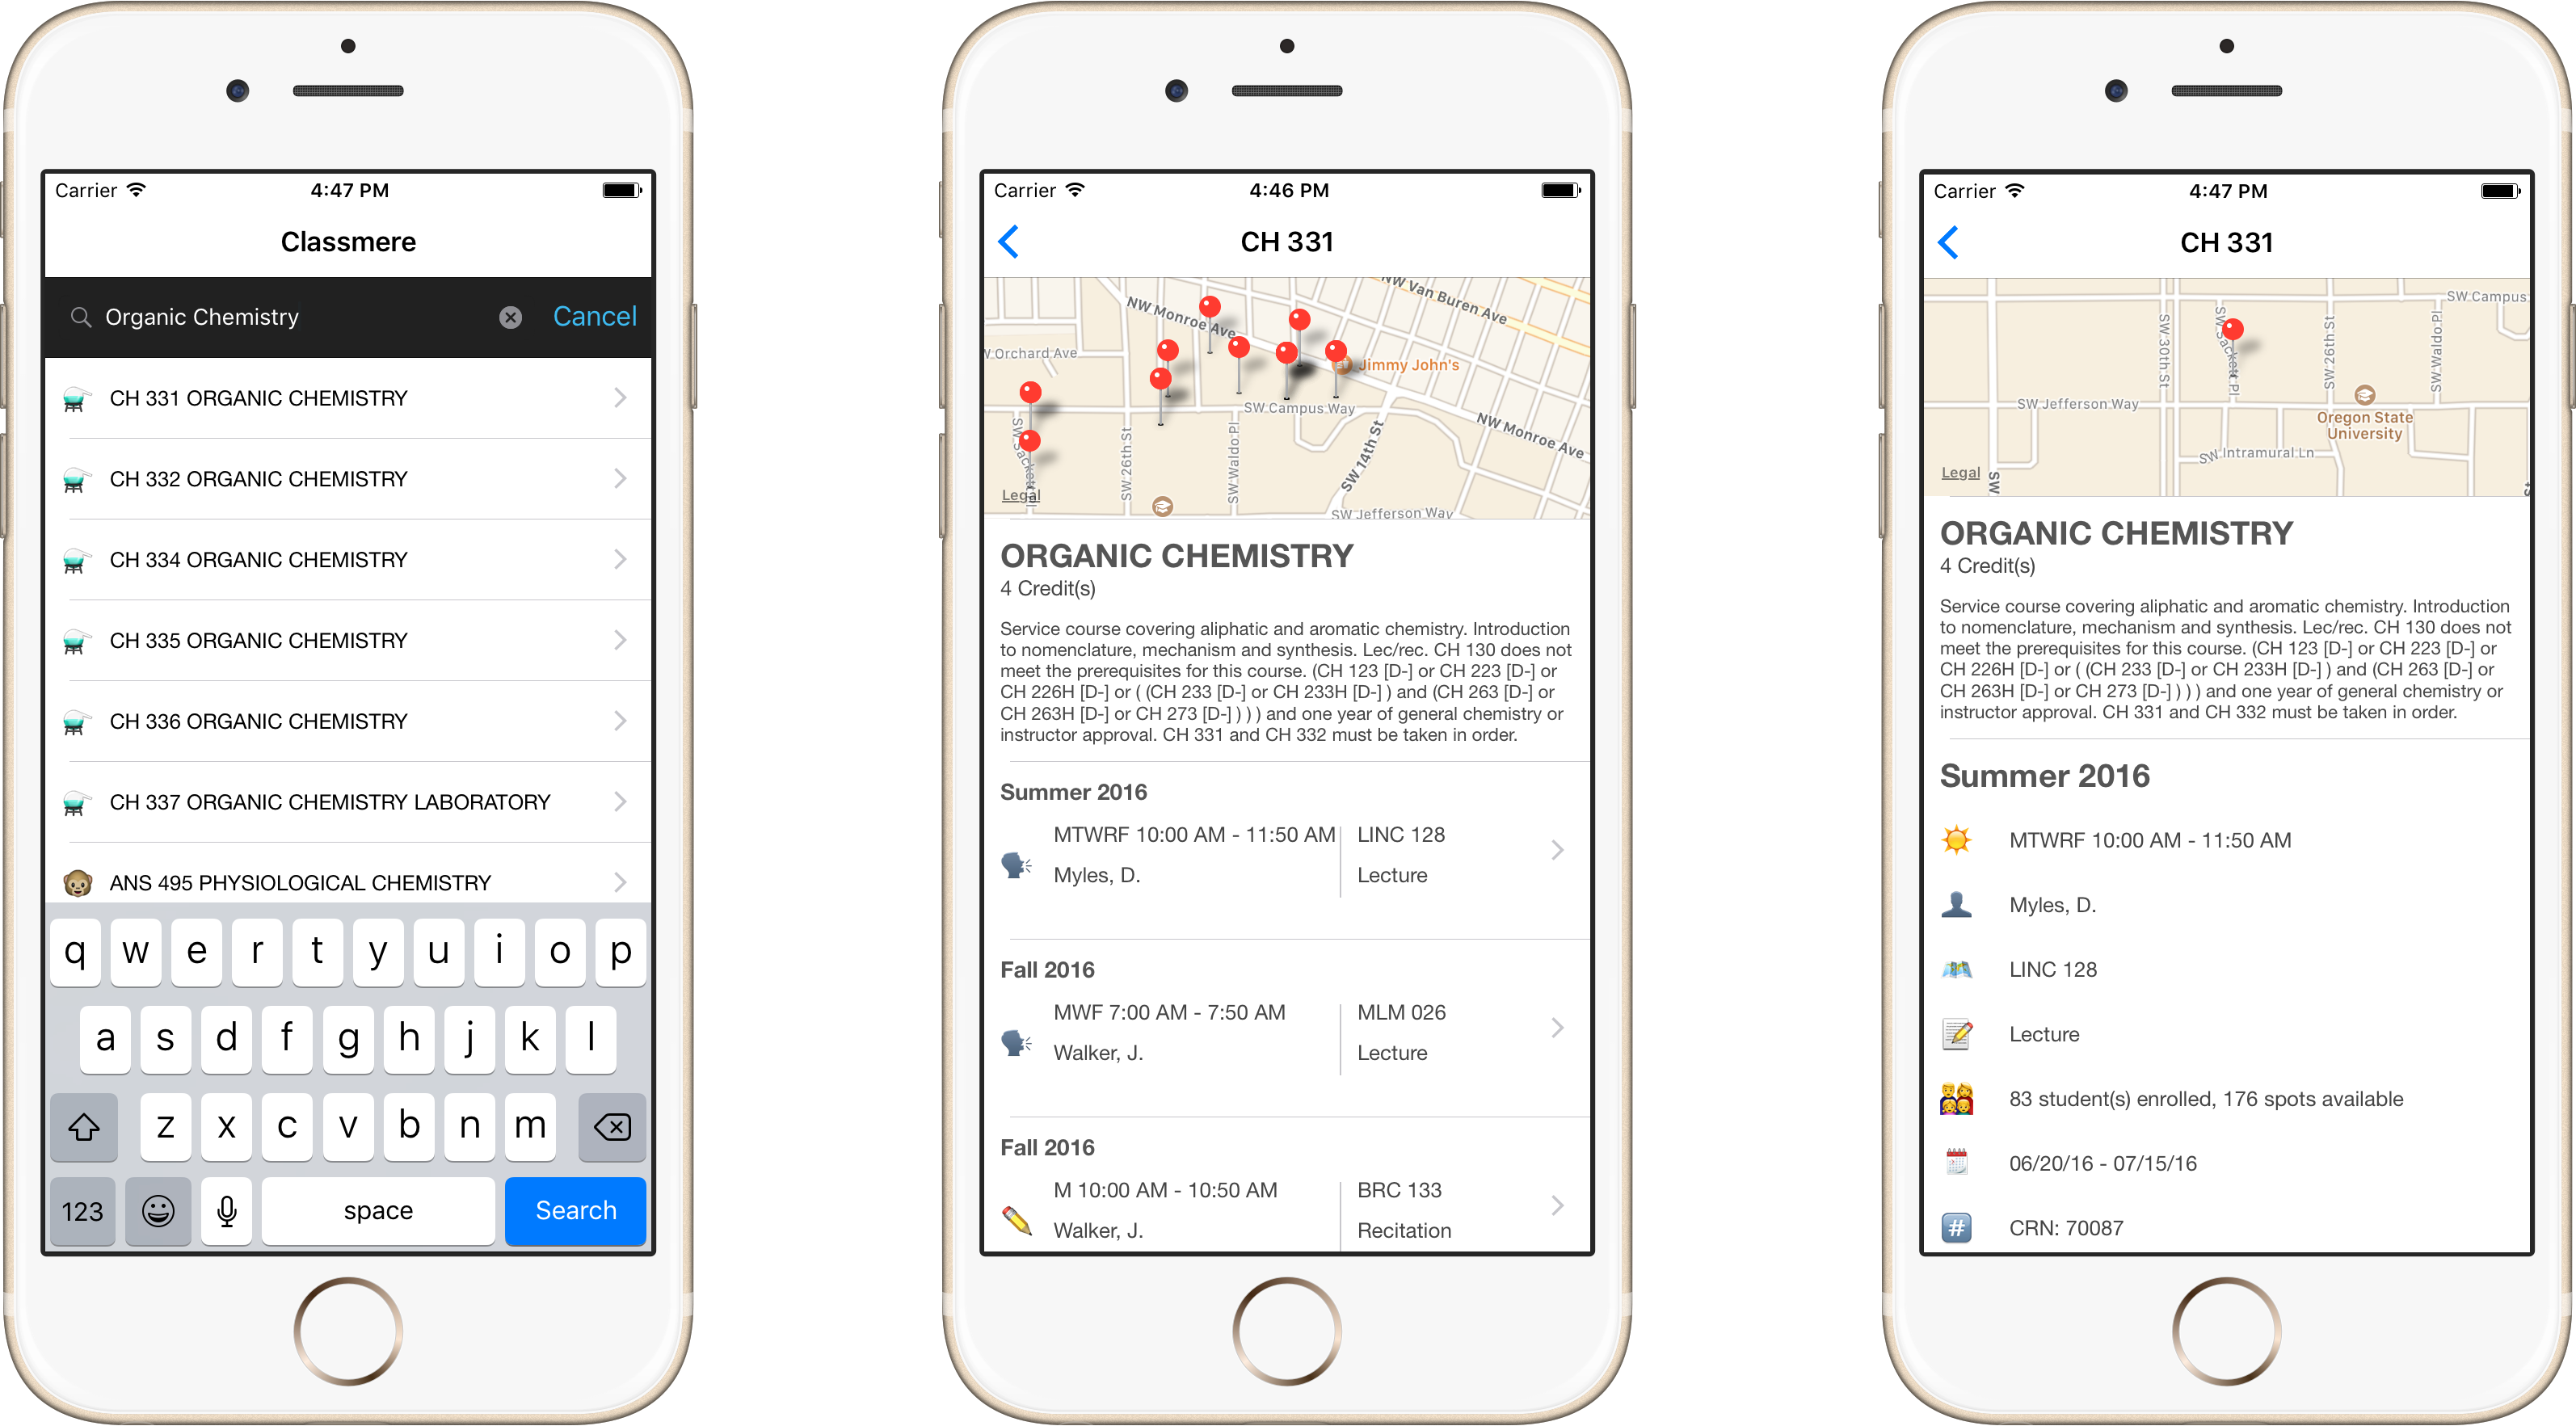 Carrier 4:47 PM
Classmere
Organic Chemistry Cancel
CH 331 ORGANIC CHEMISTRY
CH 332 ORGANIC CHEMISTRY
CH 334 ORGANIC CHEMISTRY
CH 335 ORGANIC CHEMISTRY
CH 336 ORGANIC CHEMISTRY
CH 337 ORGANIC CHEMISTRY LABORATORY
ANS 495 PHYSIOLOGICAL CHEMISTRY
q w e r t y u i o p
a s d f g h j k l
z x c v b n m
123 space Search
Carrier 4:46 PM
CH 331
NW Van Buren Ave
NW Monroe Ave
W Orchard Ave
Jimmy John's
SW Campus Way
NW Monroe Ave
SW 26th St
SW Waldo Pl
SW 14th St
Legal
SW Jefferson Way
ORGANIC CHEMISTRY
4 Credit(s)
Service course covering aliphatic and aromatic chemistry. Introduction
to nomenclature, mechanism and synthesis. Lec/rec. CH 130 does not
meet the prerequisites for this course. (CH 123 [D-] or CH 223 [D-] or
CH 226H [D-] or ( (CH 233 [D-] or CH 233H [D-] ) and (CH 263 [D-] or
CH 263H [D-] or CH 273 [D-] ) ) ) and one year of general chemistry or
instructor approval. CH 331 and CH 332 must be taken in order.
Summer 2016
MTWRF 10:00 AM - 11:50 AM LINC 128
Myles, D. Lecture
Fall 2016
MWF 7:00 AM - 7:50 AM MLM 026
Walker, J. Lecture
Fall 2016
M 10:00 AM - 10:50 AM BRC 133
Walker, J. Recitation
Carrier 4:47 PM
CH 331
SW Campus
SW 30th St
SW Sackett Pl
SW 26th St
SW Waldo Pl
SW Jefferson Way
Oregon State
University
SW Intramural Ln
Legal
SW
ORGANIC CHEMISTRY
4 Credit(s)
Service course covering aliphatic and aromatic chemistry. Introduction
to nomenclature, mechanism and synthesis. Lec/rec. CH 130 does not
meet the prerequisites for this course. (CH 123 [D-] or CH 223 [D-] or
CH 226H [D-] or ( (CH 233 [D-] or CH 233H [D-] ) and (CH 263 [D-] or
CH 263H [D-] or CH 273 [D-] ) ) ) and one year of general chemistry or
instructor approval. CH 331 and CH 332 must be taken in order.
Summer 2016
MTWRF 10:00 AM - 11:50 AM
Myles, D.
LINC 128
Lecture
83 student(s) enrolled, 176 spots available
06/20/16 - 07/15/16
# CRN: 70087